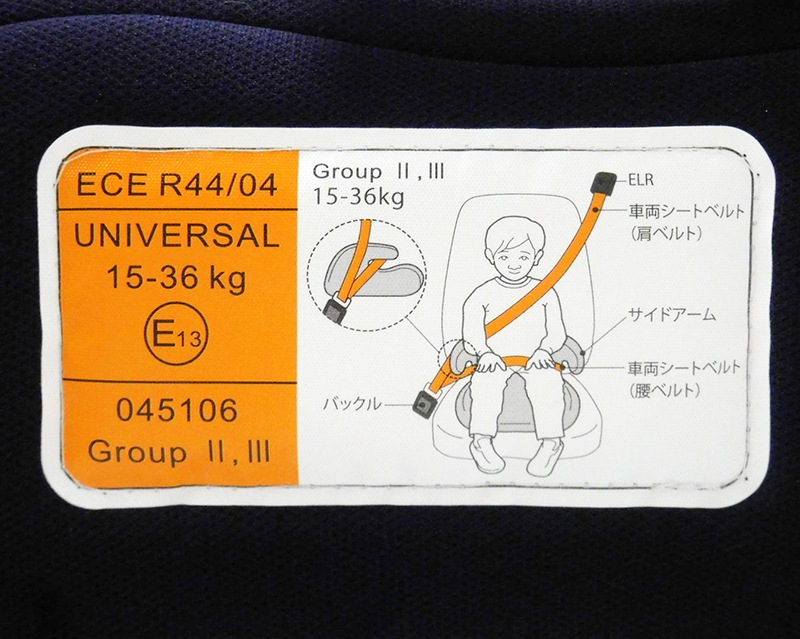 ECE R44/04
UNIVERSAL
15-36 kg
E13
045106
Group II, III
Group II, III
15-36kg
ELR
車両シートベルト
（肩ベルト）
サイドアーム
車両シートベルト
（腰ベルト）
バックル